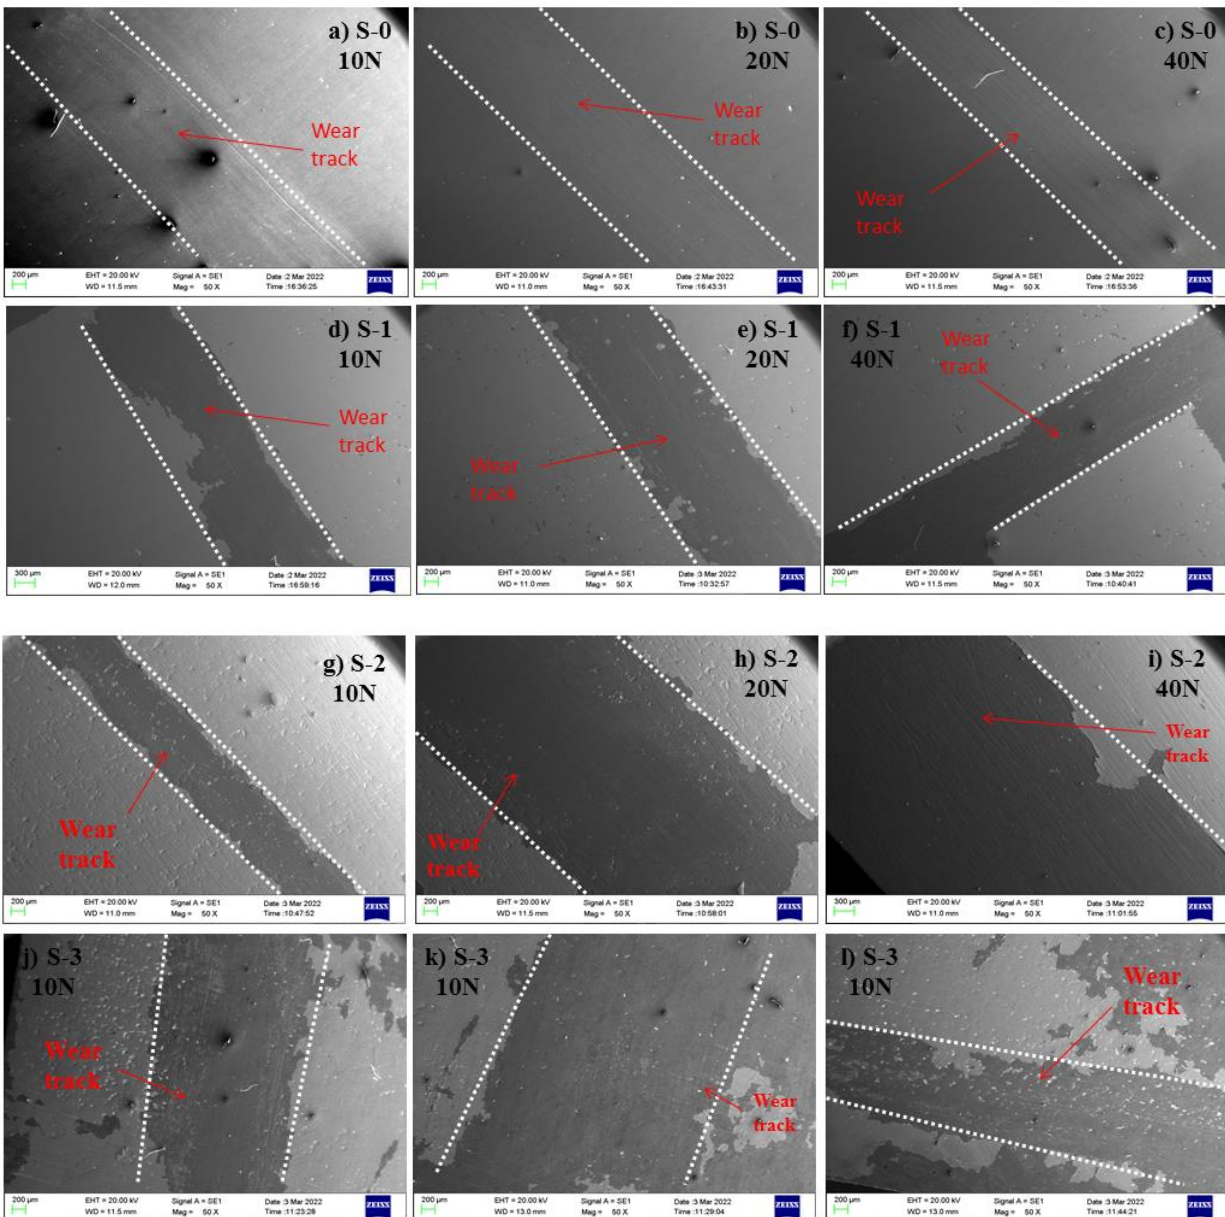 a) S-0
10N
Wear
track
200 µm
EHT = 20.00 kV
WD = 11.5 mm
Signal A = SE1
Mag = 50 X
Date :2 Mar 2022
Time :16:36:25
ZEISS
b) S-0
20N
Wear
track
200 µm
EHT = 20.00 kV
WD = 11.0 mm
Signal A = SE1
Mag = 50 X
Date :2 Mar 2022
Time :16:43:31
ZEISS
c) S-0
40N
Wear
track
200 µm
EHT = 20.00 kV
WD = 11.5 mm
Signal A = SE1
Mag = 50 X
Date :2 Mar 2022
Time :16:53:36
ZEISS
d) S-1
10N
Wear
track
300 µm
EHT = 20.00 kV
WD = 12.0 mm
Signal A = SE1
Mag = 50 X
Date :2 Mar 2022
Time :16:59:16
ZEISS
e) S-1
20N
Wear
track
200 µm
EHT = 20.00 kV
WD = 11.0 mm
Signal A = SE1
Mag = 50 X
Date :3 Mar 2022
Time :10:32:57
ZEISS
f) S-1
40N
Wear
track
200 µm
EHT = 20.00 kV
WD = 11.5 mm
Signal A = SE1
Mag = 50 X
Date :3 Mar 2022
Time :10:40:41
ZEISS
g) S-2
10N
Wear
track
200 µm
EHT = 20.00 kV
WD = 11.0 mm
Signal A = SE1
Mag = 50 X
Date :3 Mar 2022
Time :10:47:52
ZEISS
h) S-2
20N
Wear
track
200 µm
EHT = 20.00 kV
WD = 11.5 mm
Signal A = SE1
Mag = 50 X
Date :3 Mar 2022
Time :10:58:01
ZEISS
i) S-2
40N
Wear
track
300 µm
EHT = 20.00 kV
WD = 11.0 mm
Signal A = SE1
Mag = 50 X
Date :3 Mar 2022
Time :11:01:55
ZEISS
j) S-3
10N
Wear
track
200 µm
EHT = 20.00 kV
WD = 11.5 mm
Signal A = SE1
Mag = 50 X
Date :3 Mar 2022
Time :11:23:28
ZEISS
k) S-3
10N
Wear
track
200 µm
EHT = 20.00 kV
WD = 13.0 mm
Signal A = SE1
Mag = 50 X
Date :3 Mar 2022
Time :11:29:04
ZEISS
l) S-3
10N
Wear
track
200 µm
EHT = 20.00 kV
WD = 13.0 mm
Signal A = SE1
Mag = 50 X
Date :3 Mar 2022
Time :11:44:21
ZEISS